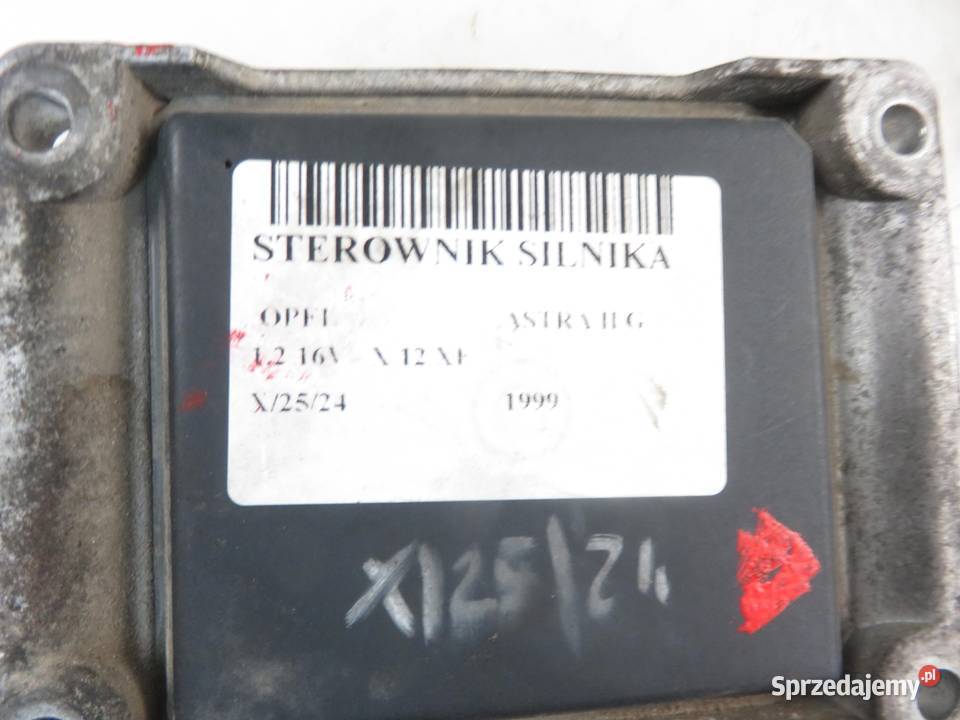 STEROWNIK SILNIKA
OPEL ASTRA II G
1.2 16V X 12 XE
X/25/24 1999
X/25/24
Sprzedajemy.pl